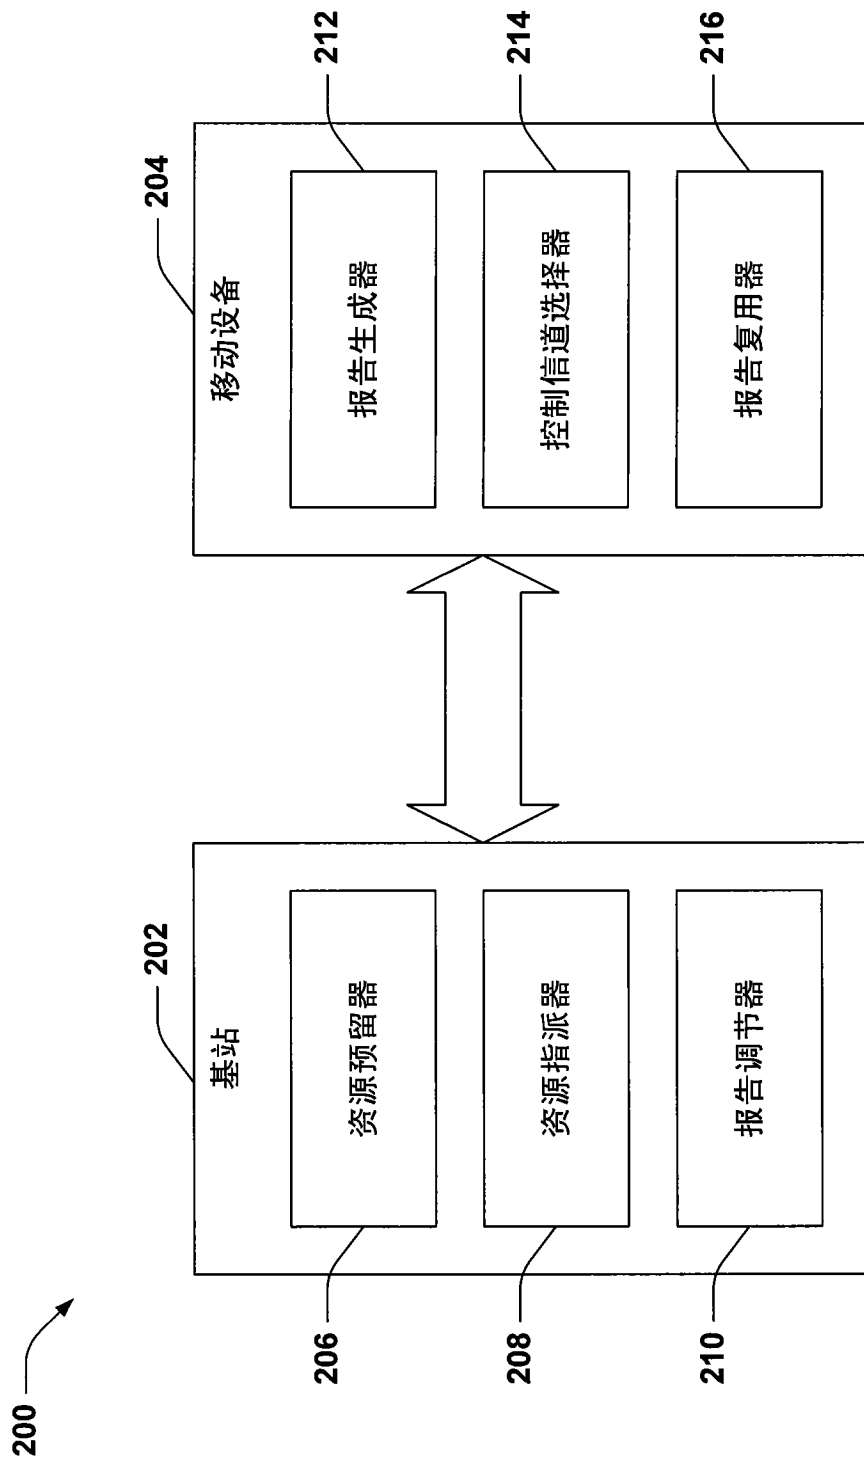 200
202
基站
206
资源预留器
208
资源指派器
210
报告调节器
204
移动设备
212
报告生成器
214
控制信道选择器
216
报告复用器